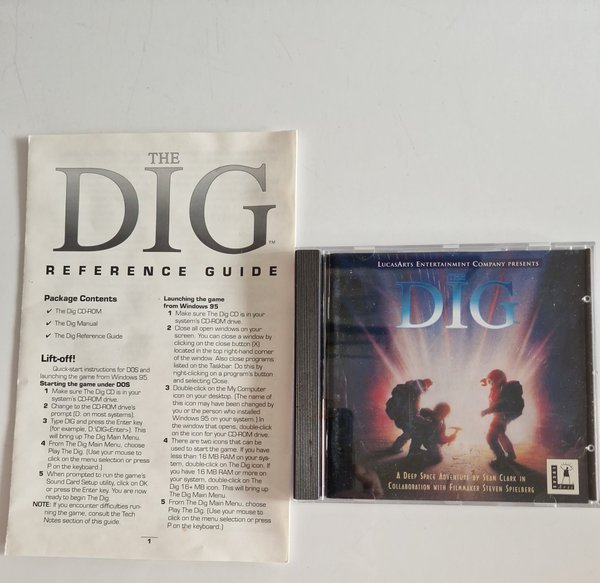 THE
DIG™
REFERENCE GUIDE
Package Contents
✔ The Dig CD-ROM
✔ The Dig Manual
✔ The Dig Reference Guide
Lift-off!
Quick-start instructions for DOS and
launching the game from Windows 95.
Starting the game under DOS
1 Make sure The Dig CD is in your
system's CD-ROM drive.
2 Change to the CD-ROM drive's
prompt (D: on most systems).
3 Type DIG and press the Enter key
(for example, D:\DIG<Enter>). This
will bring up The Dig Main Menu.
4 From The Dig Main Menu, choose
Play The Dig. (Use your mouse to
click on the menu selection or press
P on the keyboard.)
5 When prompted to run the game's
Sound Card Setup utility, click on OK
or press the Enter key. You are now
ready to begin The Dig.
NOTE: If you encounter difficulties run-
ning the game, consult the Tech
Notes section of this guide.
Launching the game
from Windows 95
1 Make sure The Dig CD is in your
system's CD-ROM drive.
2 Close all open windows on your
screen. You can close a window by
clicking on the close button (X)
located in the top right-hand corner
of the window. Also close programs
listed on the Taskbar. Do this by
right-clicking on a program's button
and selecting Close.
3 Double-click on the My Computer
icon on your desktop. (The name of
this icon may have been changed by
you or the person who installed
Windows 95 on your system.) In
the window that opens, double-click
on the icon for your CD-ROM drive.
4 There are two icons that can be
used to start the game. If you have
less than 16 MB RAM on your sys-
tem, double-click on The Dig icon. If
you have 16 MB RAM or more on
your system, double-click on The
Dig 16+ MB icon. This will bring up
The Dig Main Menu.
5 From The Dig Main Menu, choose
Play The Dig. (Use your mouse to
click on the menu selection or press
P on the keyboard.)
1
LUCASARTS ENTERTAINMENT COMPANY PRESENTS
THE
DIG
A DEEP SPACE ADVENTURE BY SEAN CLARK IN
COLLABORATION WITH FILMMAKER STEVEN SPIELBERG